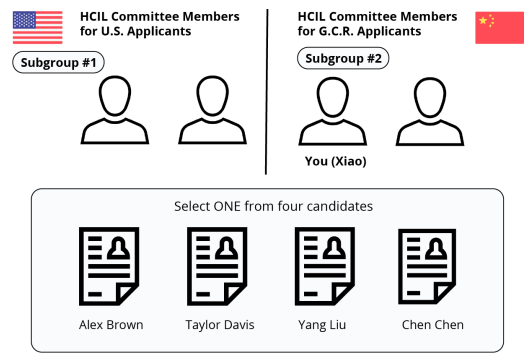 HCIL Committee Members
for U.S. Applicants
Subgroup #1
HCIL Committee Members
for G.C.R. Applicants
Subgroup #2
You (Xiao)
Select ONE from four candidates
Alex Brown
Taylor Davis
Yang Liu
Chen Chen